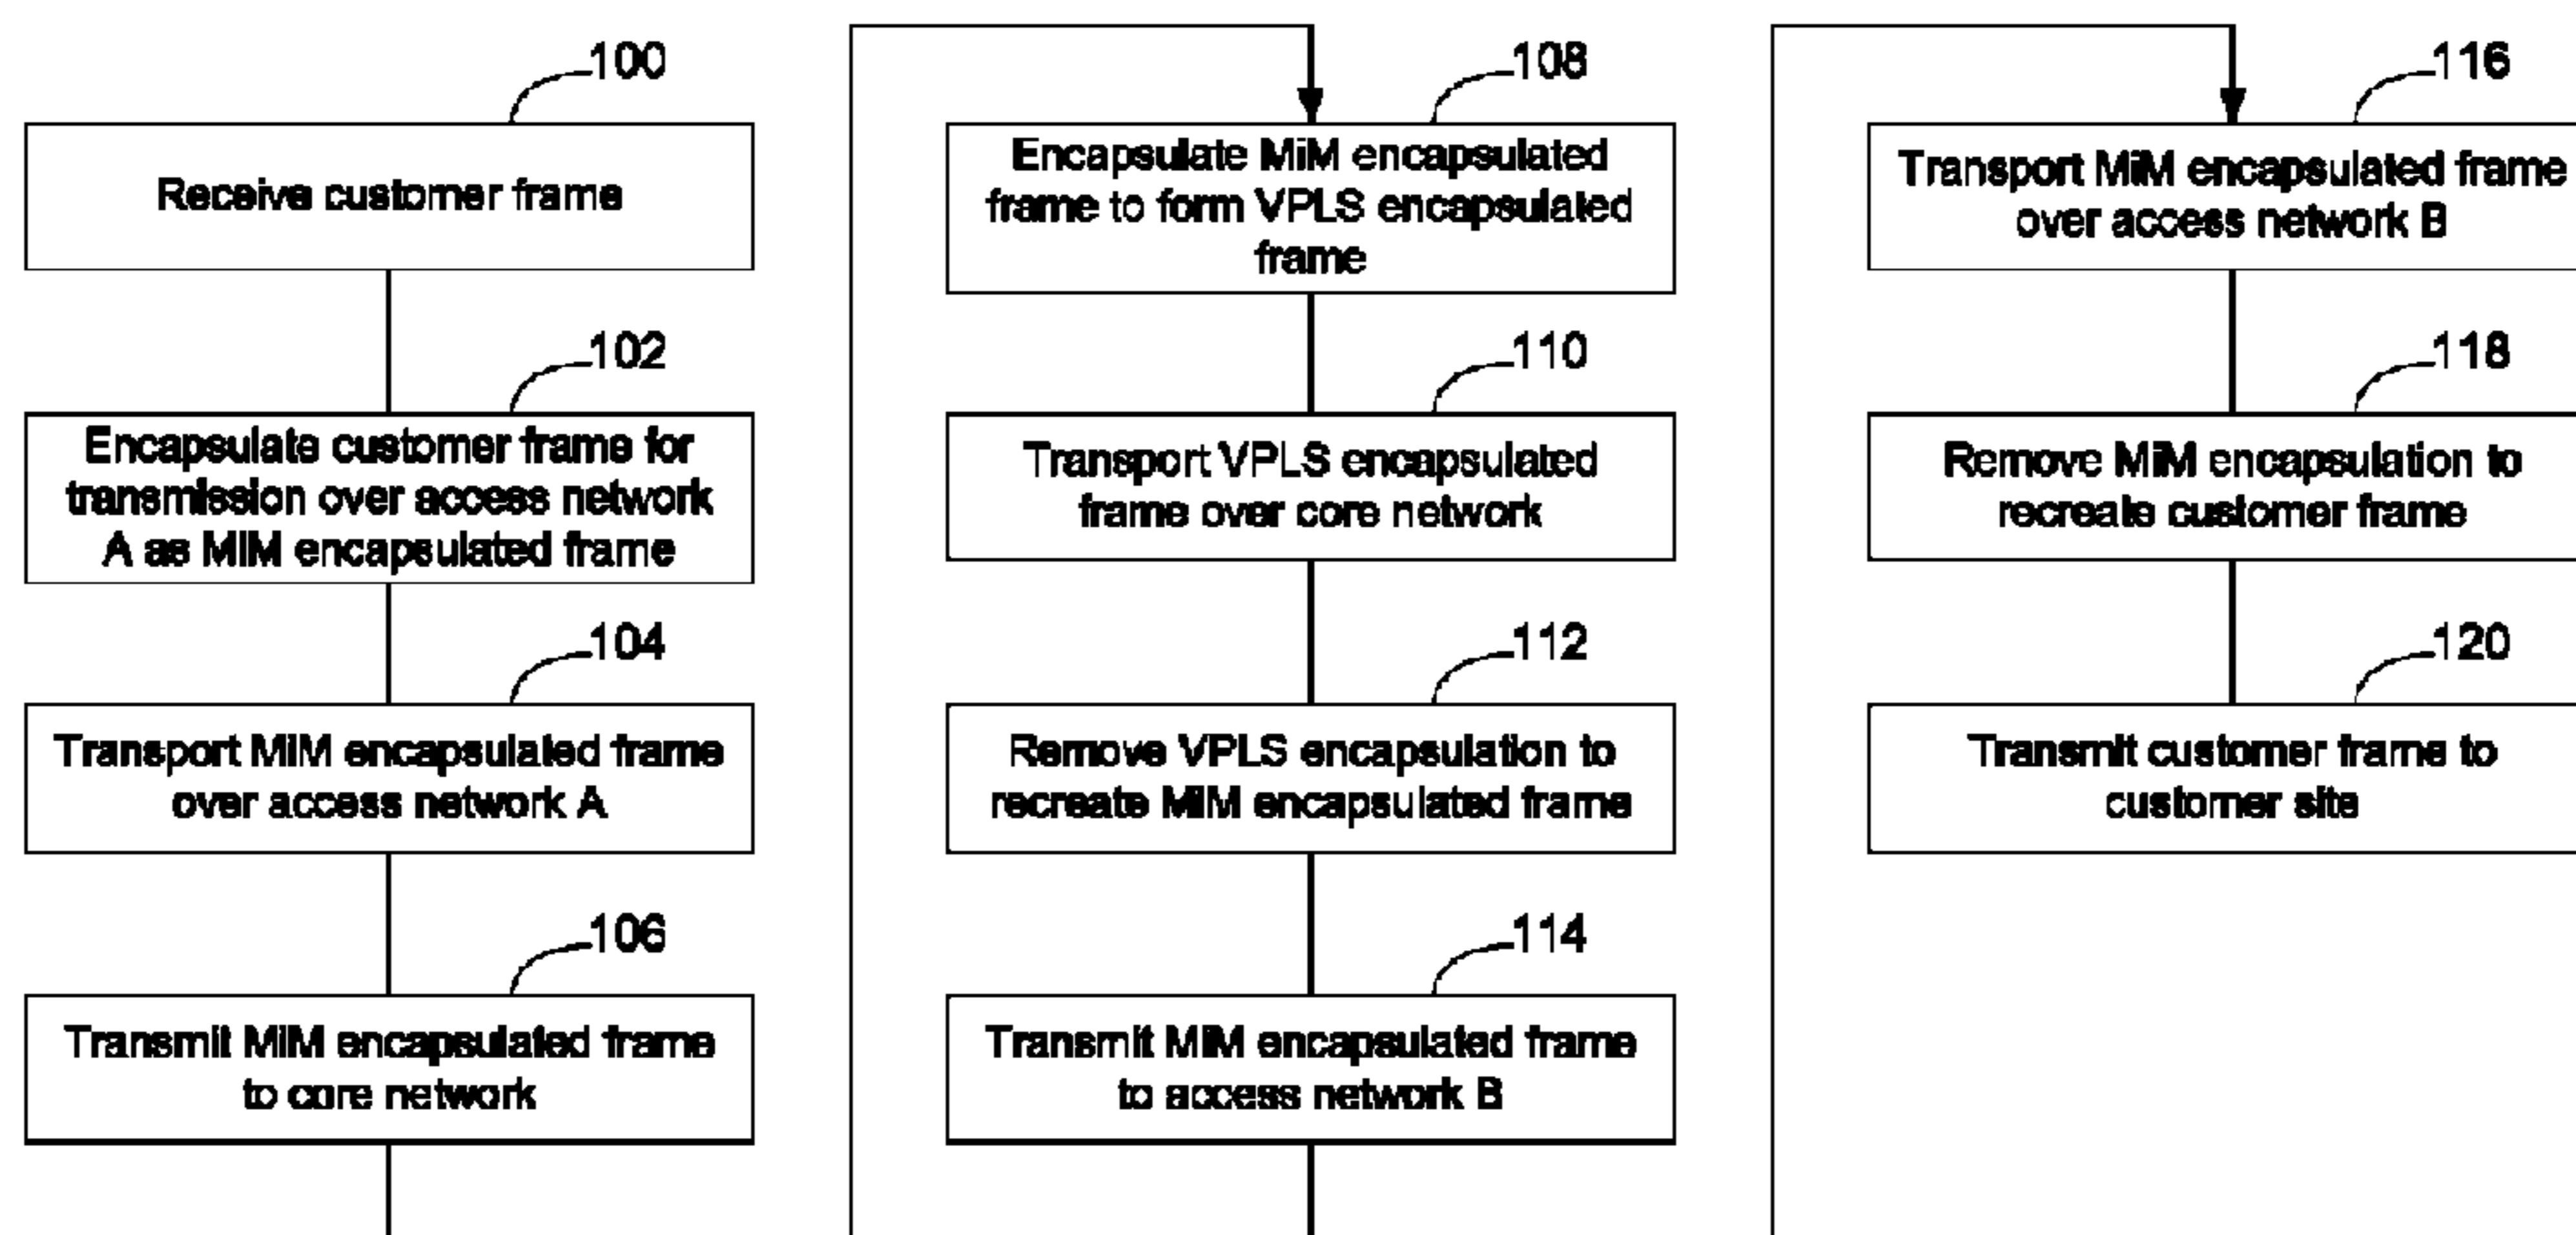 100
Receive customer frame
102
Encapsulate customer frame for
transmission over access network
A as MiM encapsulated frame
104
Transport MiM encapsulated frame
over access network A
106
Transmit MiM encapsulated frame
to core network
108
Encapsulate MiM encapsulated
frame to form VPLS encapsulated
frame
110
Transport VPLS encapsulated
frame over core network
112
Remove VPLS encapsulation to
recreate MiM encapsulated frame
114
Transmit MiM encapsulated frame
to access network B
116
Transport MiM encapsulated frame
over access network B
118
Remove MiM encapsulation to
recreate customer frame
120
Transmit customer frame to
customer site